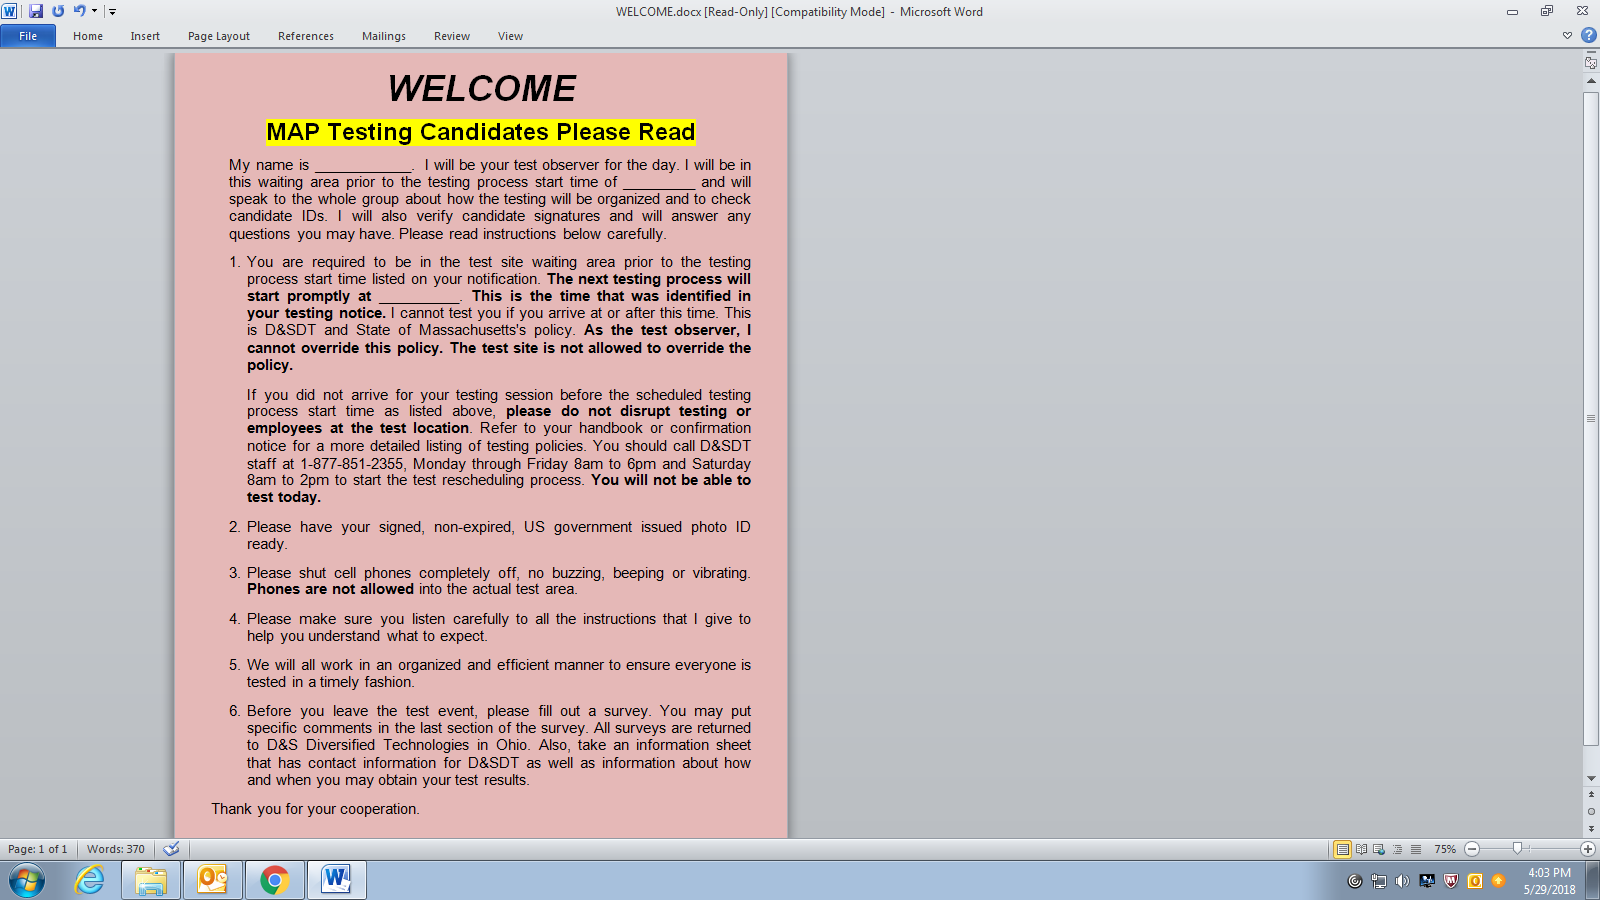 WELCOME.docx [Read-Only] [Compatibility Mode] - Microsoft Word
File Home Insert Page Layout References Mailings Review View
WELCOME
MAP Testing Candidates Please Read
My name is ____________. I will be your test observer for the day. I will be in
this waiting area prior to the testing process start time of _________ and will
speak to the whole group about how the testing will be organized and to check
candidate IDs. I will also verify candidate signatures and will answer any
questions you may have. Please read instructions below carefully.
1. You are required to be in the test site waiting area prior to the testing
process start time listed on your notification. The next testing process will
start promptly at __________. This is the time that was identified in
your testing notice. I cannot test you if you arrive at or after this time. This
is D&SDT and State of Massachusetts's policy. As the test observer, I
cannot override this policy. The test site is not allowed to override the
policy.
If you did not arrive for your testing session before the scheduled testing
process start time as listed above, please do not disrupt testing or
employees at the test location. Refer to your handbook or confirmation
notice for a more detailed listing of testing policies. You should call D&SDT
staff at 1-877-851-2355, Monday through Friday 8am to 6pm and Saturday
8am to 2pm to start the test rescheduling process. You will not be able to
test today.
2. Please have your signed, non-expired, US government issued photo ID
ready.
3. Please shut cell phones completely off, no buzzing, beeping or vibrating.
Phones are not allowed into the actual test area.
4. Please make sure you listen carefully to all the instructions that I give to
help you understand what to expect.
5. We will all work in an organized and efficient manner to ensure everyone is
tested in a timely fashion.
6. Before you leave the test event, please fill out a survey. You may put
specific comments in the last section of the survey. All surveys are returned
to D&S Diversified Technologies in Ohio. Also, take an information sheet
that has contact information for D&SDT as well as information about how
and when you may obtain your test results.
Thank you for your cooperation.
Page: 1 of 1 Words: 370 75%
4:03 PM
5/29/2018